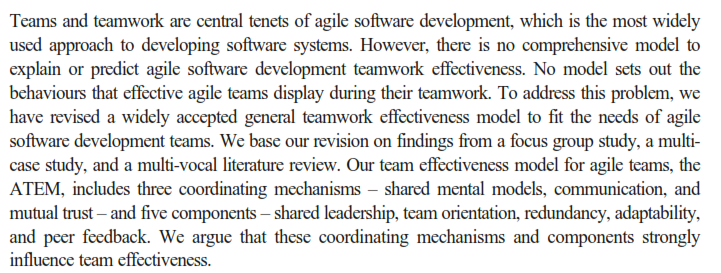 Teams and teamwork are central tenets of agile software development, which is the most widely
used approach to developing software systems. However, there is no comprehensive model to
explain or predict agile software development teamwork effectiveness. No model sets out the
behaviours that effective agile teams display during their teamwork. To address this problem, we
have revised a widely accepted general teamwork effectiveness model to fit the needs of agile
software development teams. We base our revision on findings from a focus group study, a multi-
case study, and a multi-vocal literature review. Our team effectiveness model for agile teams, the
ATEM, includes three coordinating mechanisms – shared mental models, communication, and
mutual trust – and five components – shared leadership, team orientation, redundancy, adaptability,
and peer feedback. We argue that these coordinating mechanisms and components strongly
influence team effectiveness.